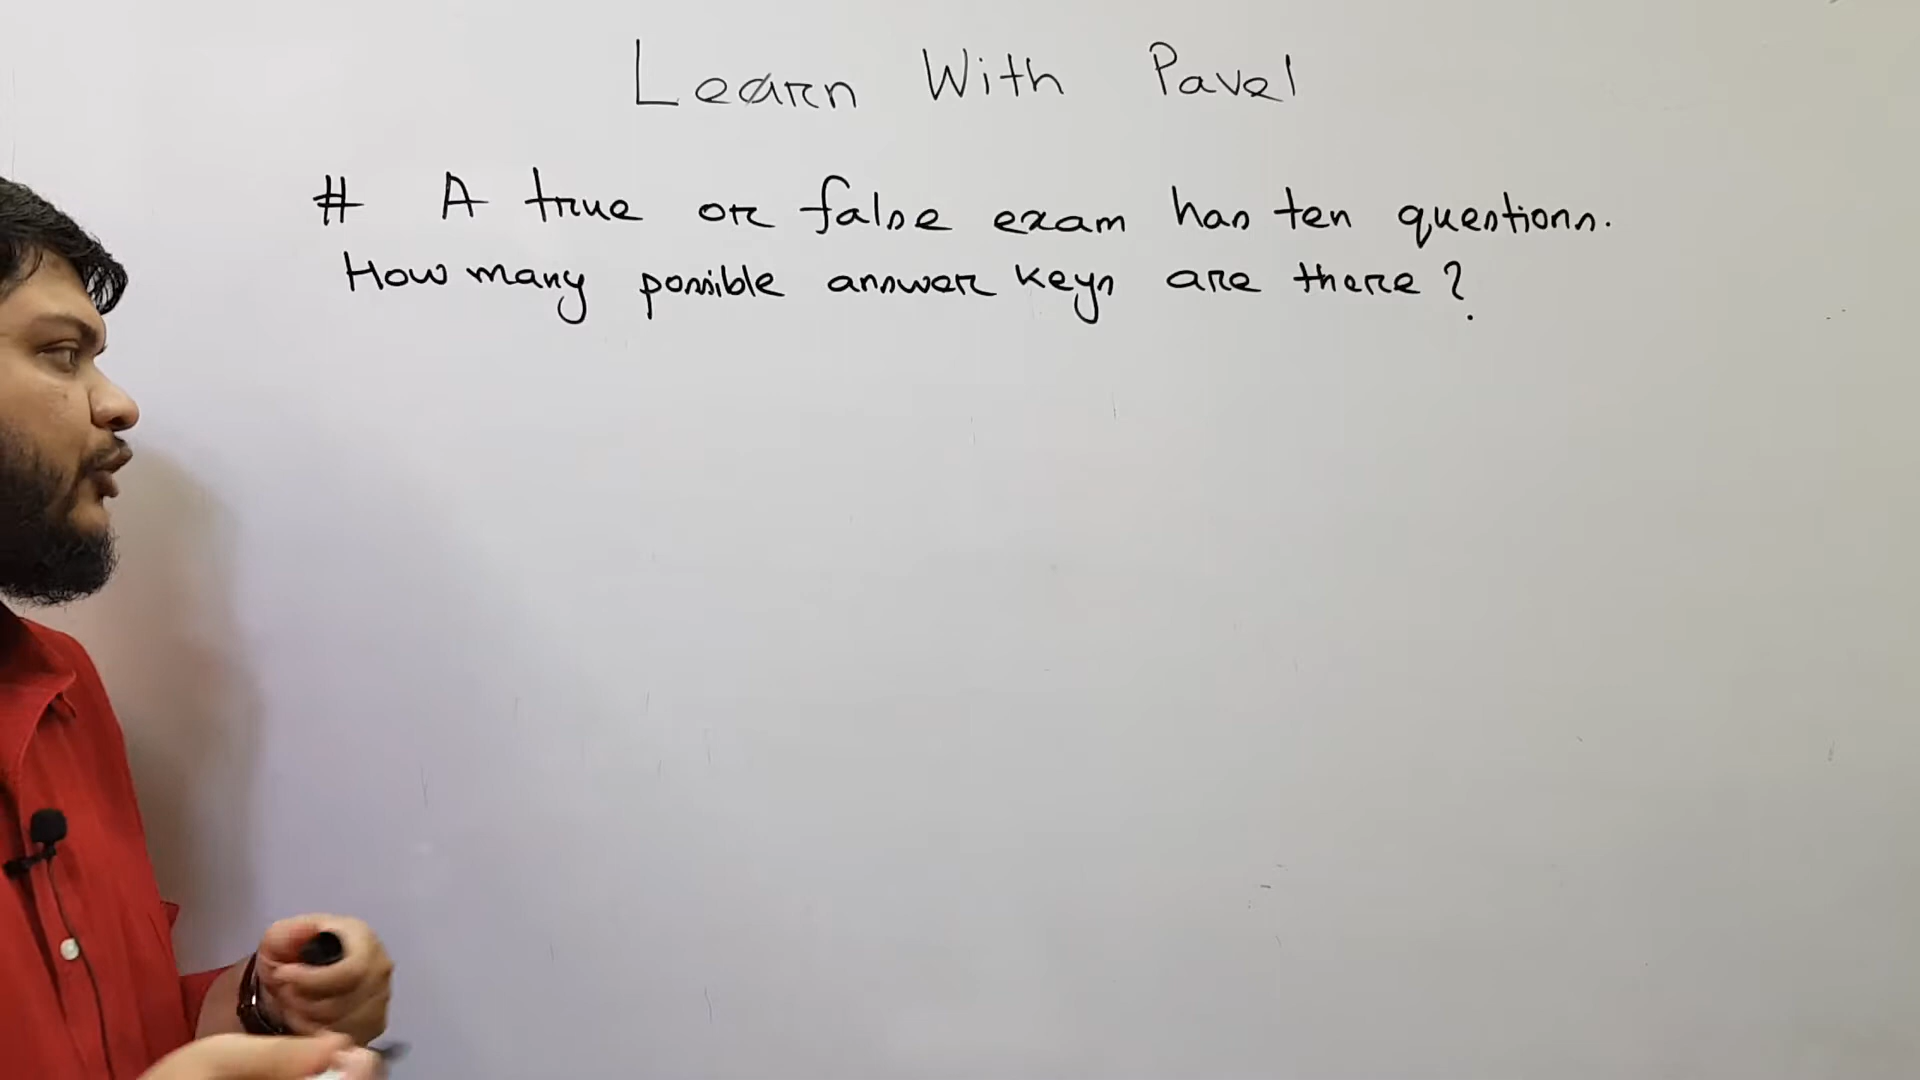 Learn With Pavel
# A true or false exam has ten questions.
How many possible answer keys are there?